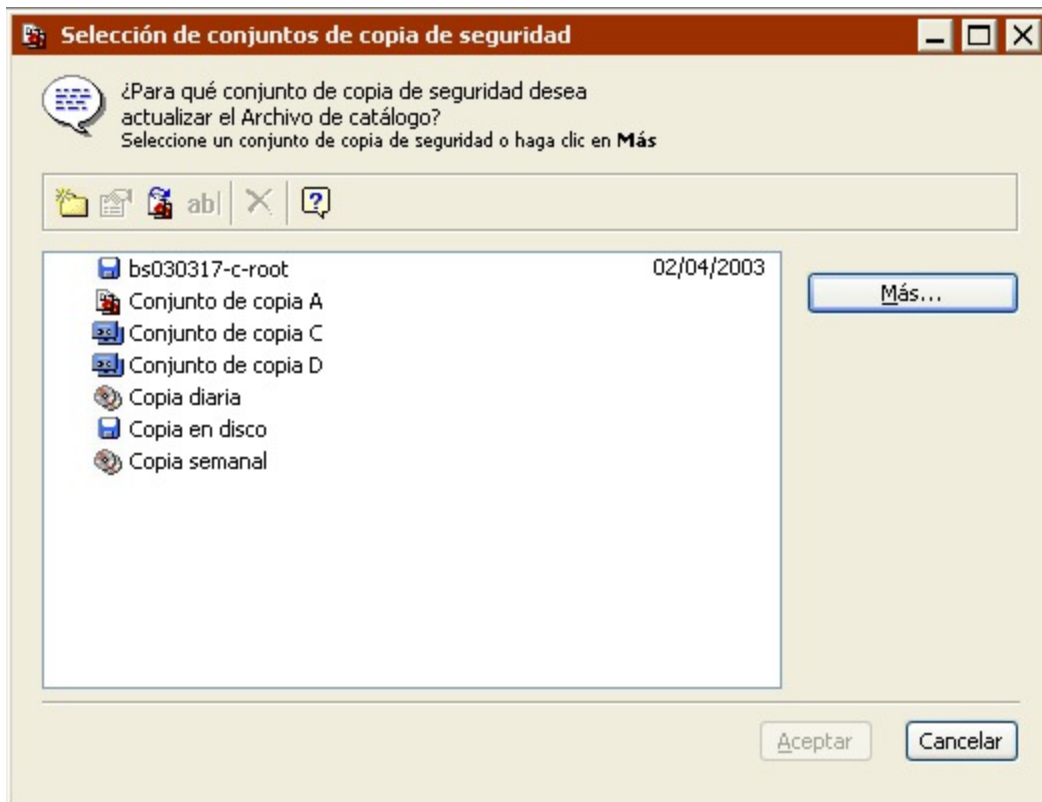 Selección de conjuntos de copia de seguridad
¿Para qué conjunto de copia de seguridad desea
actualizar el Archivo de catálogo?
Seleccione un conjunto de copia de seguridad o haga clic en Más
ab|
bs030317-c-root 02/04/2003
Más...
Conjunto de copia A
Conjunto de copia C
Conjunto de copia D
Copia diaria
Copia en disco
Copia semanal
Aceptar Cancelar